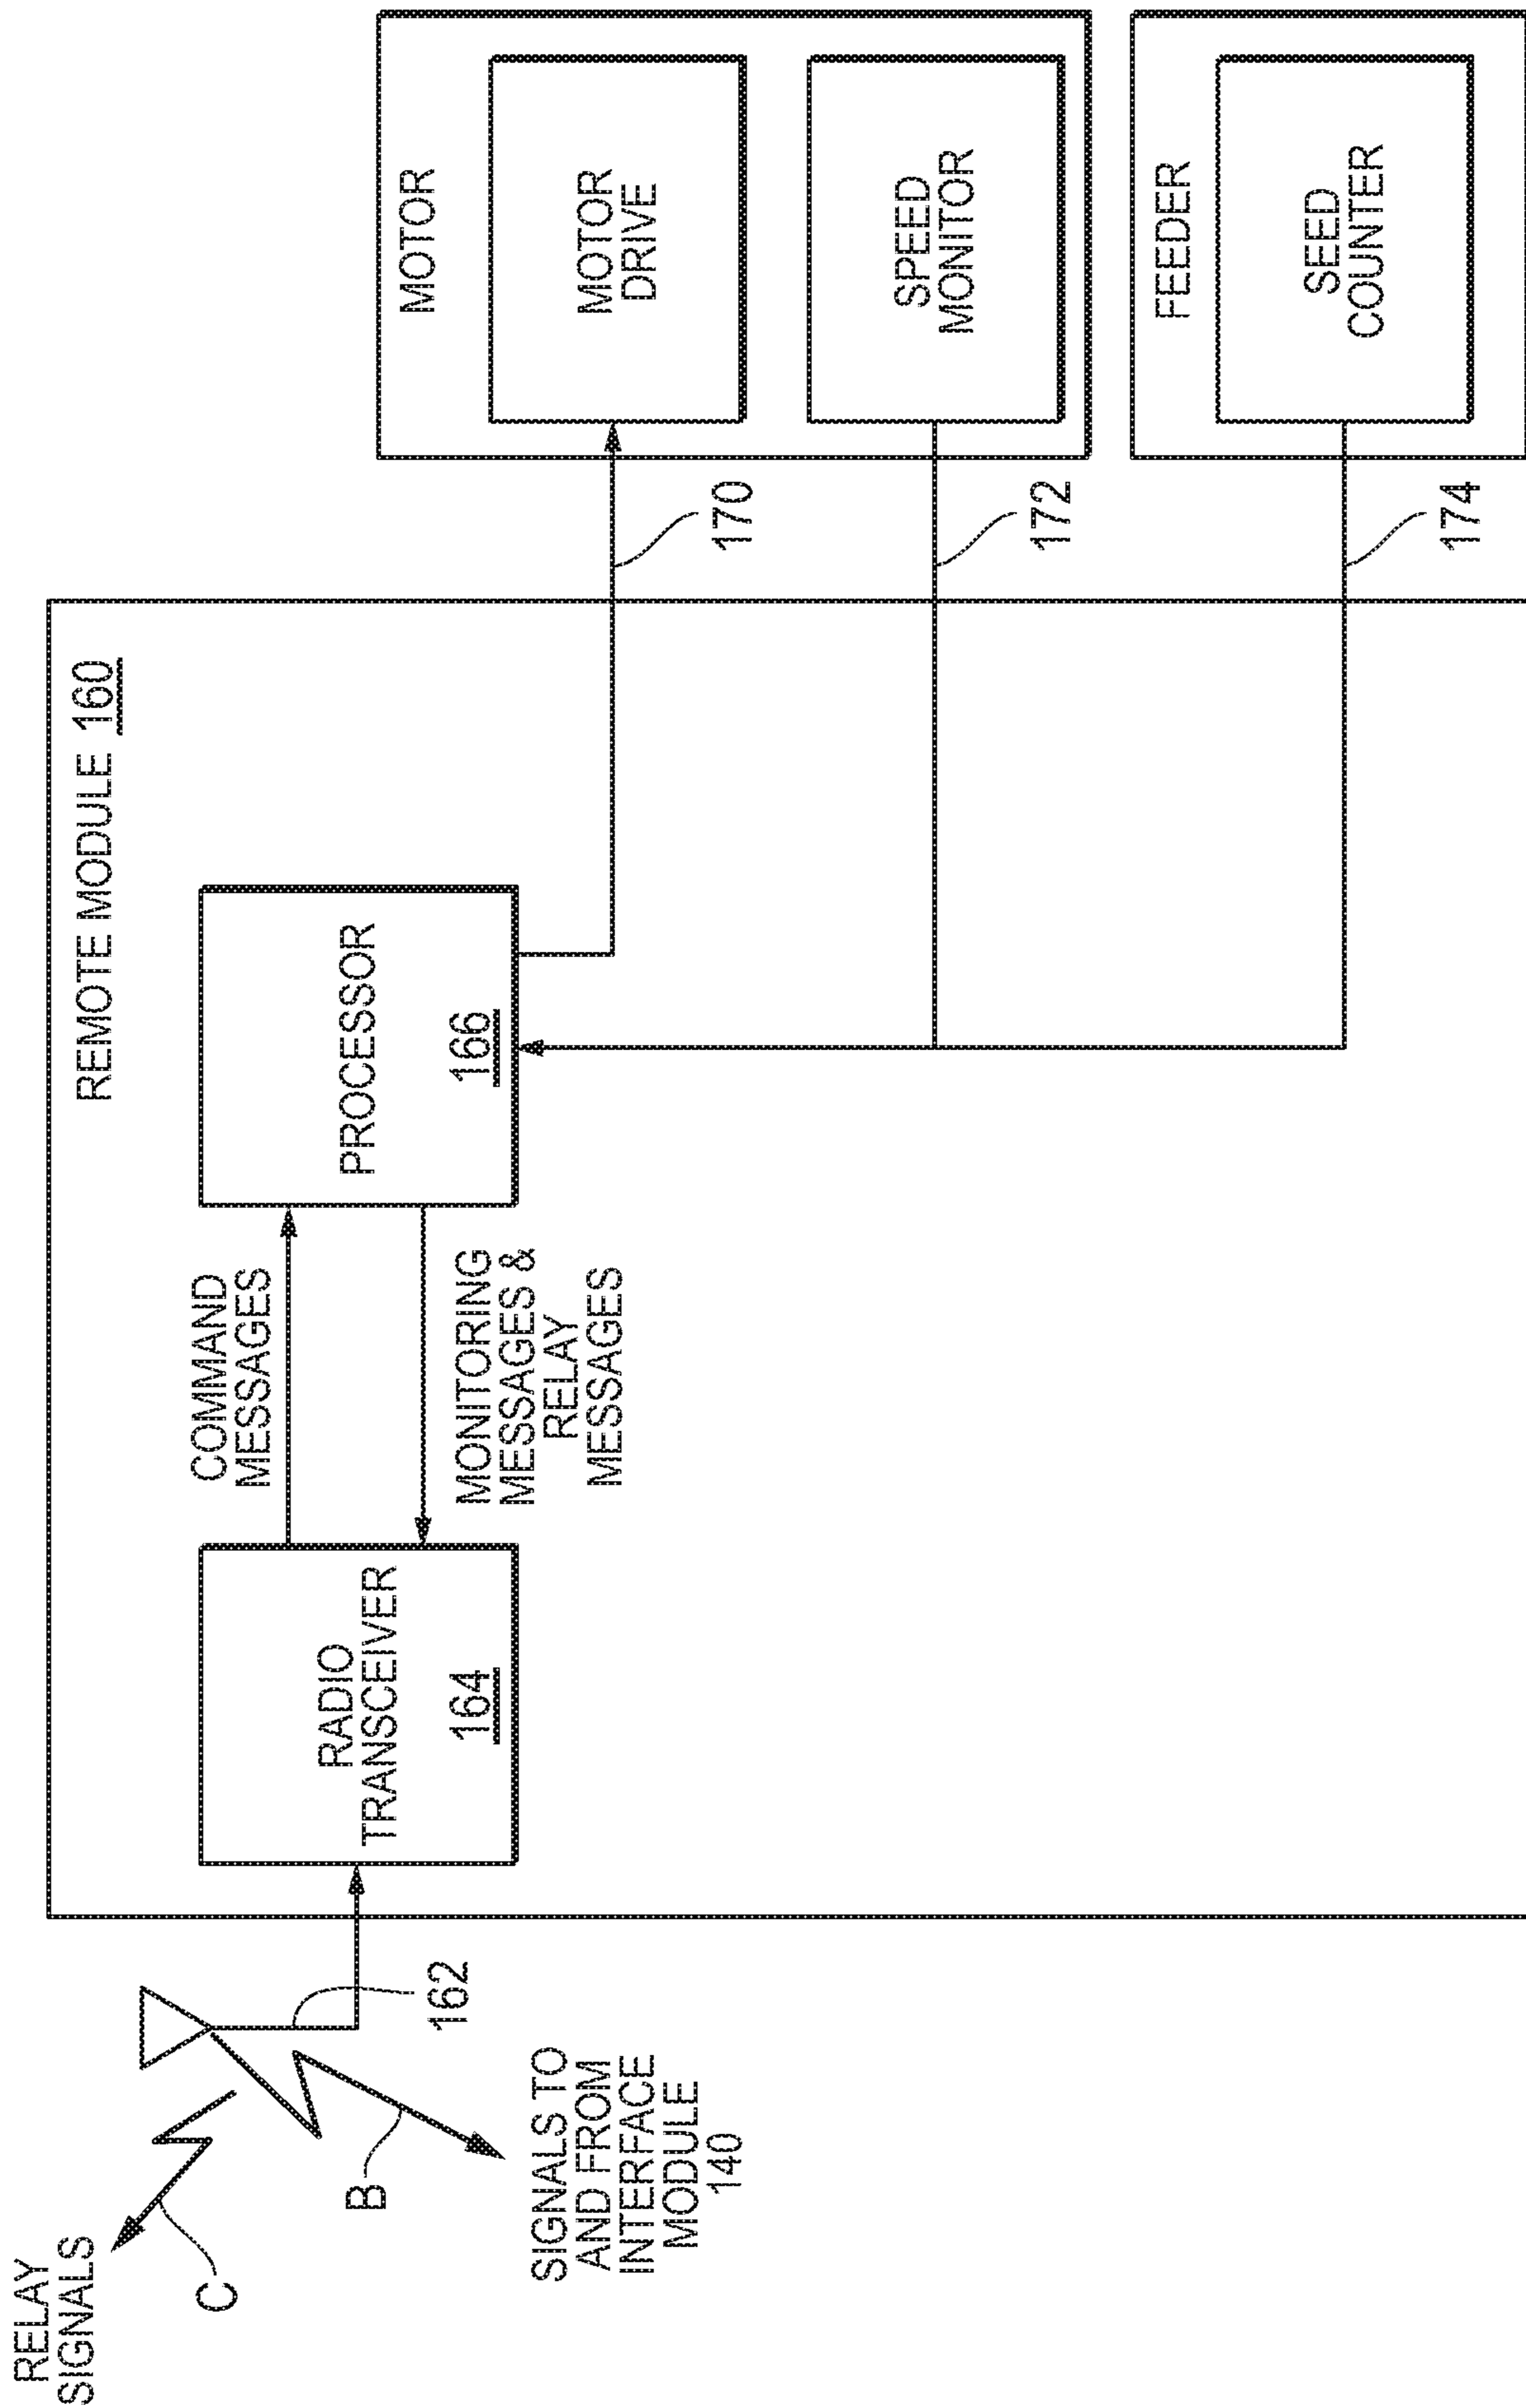 REMOTE MODULE 160
RELAY
SIGNALS
C
B
SIGNALS TO
AND FROM
INTERFACE
MODULE
140
162
RADIO
TRANSCEIVER
164
COMMAND
MESSAGES
MONITORING
MESSAGES &
RELAY
MESSAGES
PROCESSOR
166
170
172
174
MOTOR
MOTOR
DRIVE
SPEED
MONITOR
FEEDER
SEED
COUNTER